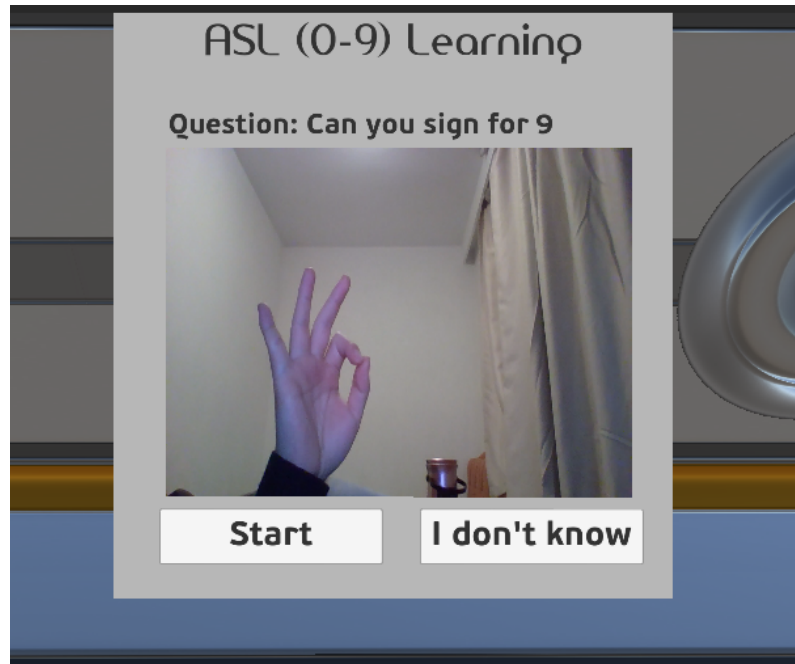 ASL (0-9) Learning
Question: Can you sign for 9
Start
I don't know